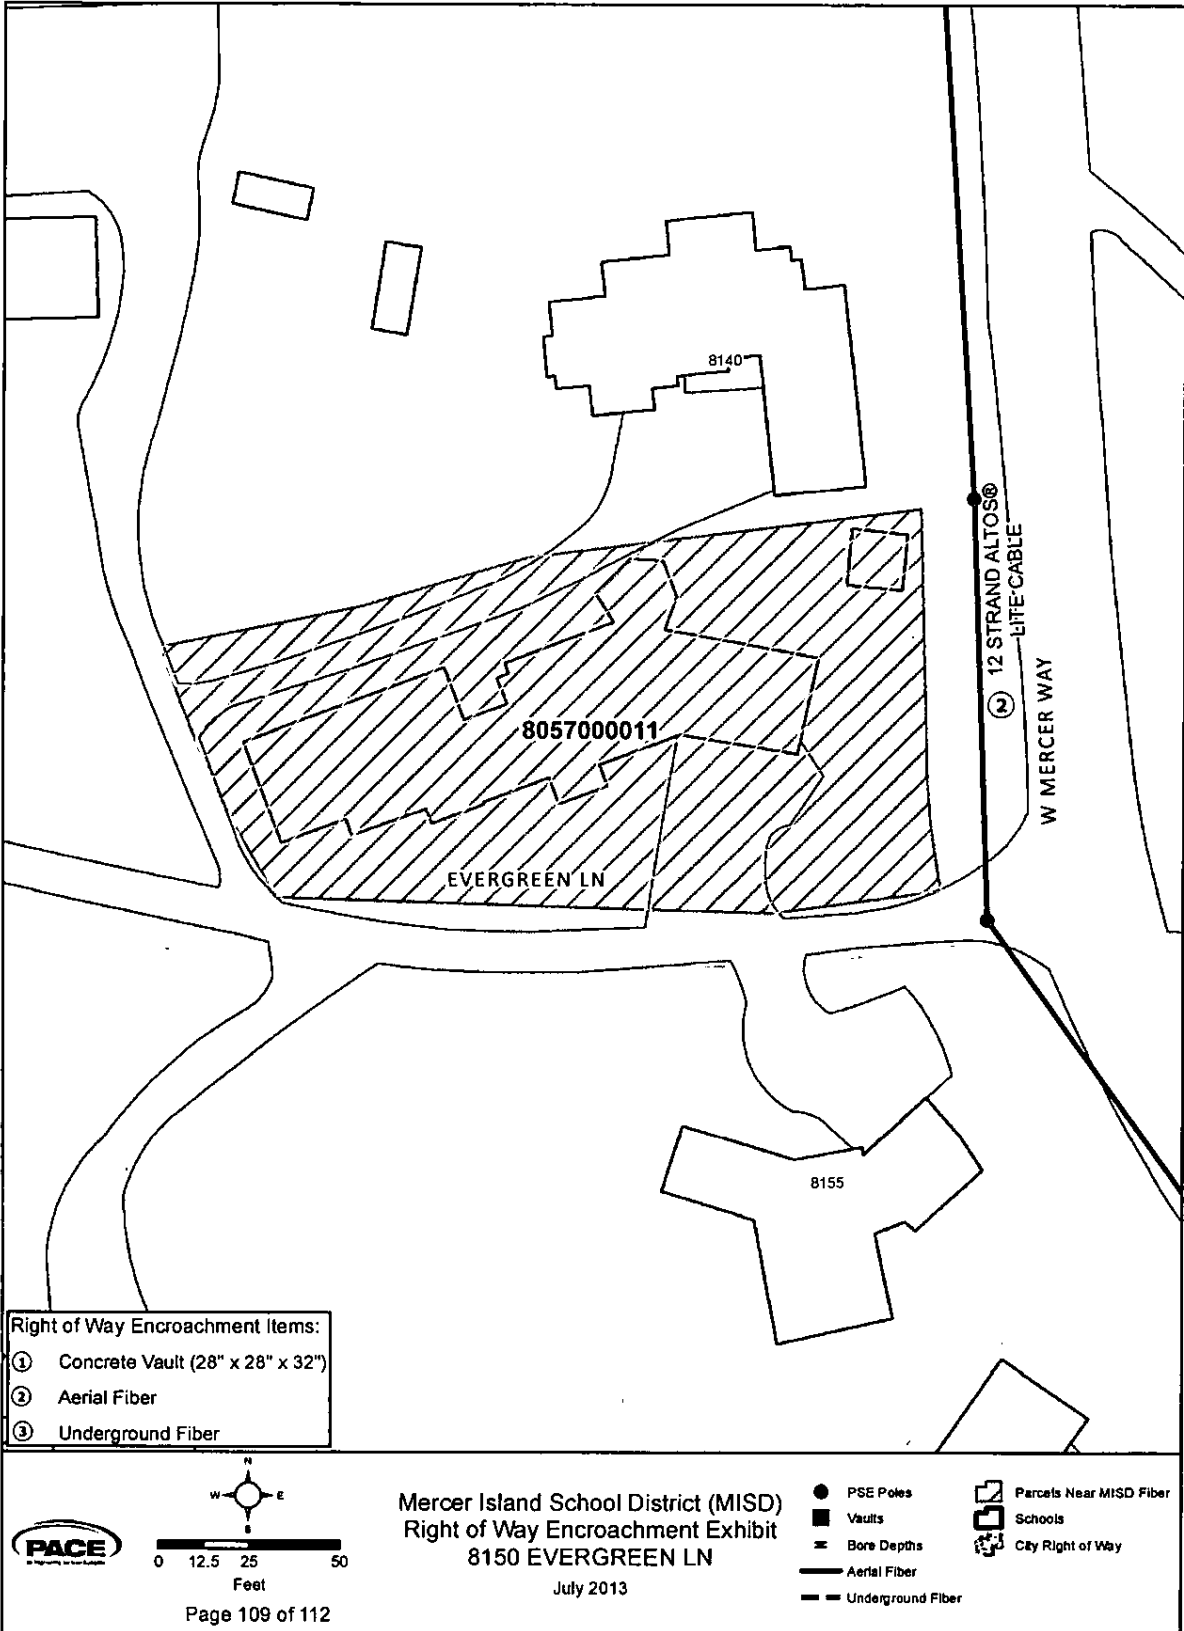 8140
12 STRAND ALTOS®
LITE-CABLE
②
W MERCER WAY
8057000011
EVERGREEN LN
8155
Right of Way Encroachment Items:
① Concrete Vault (28" x 28" x 32")
② Aerial Fiber
③ Underground Fiber
N
W E
S
PACE
0 12.5 25 50
Feet
Page 109 of 112
Mercer Island School District (MISD)
Right of Way Encroachment Exhibit
8150 EVERGREEN LN
July 2013
PSE Poles
Vaults
Bore Depths
Aerial Fiber
Underground Fiber
Parcels Near MISD Fiber
Schools
City Right of Way